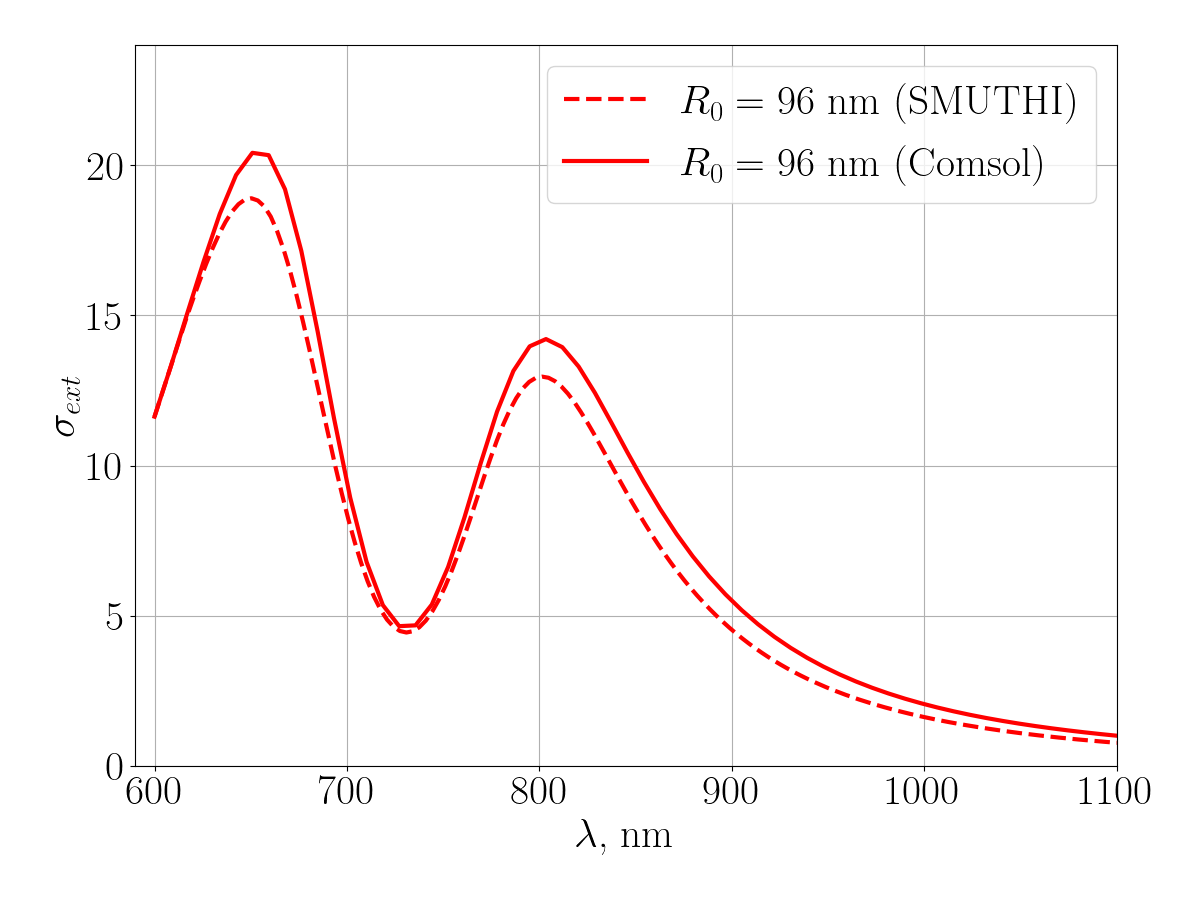 R₀ = 96 nm (SMUTHI)
R₀ = 96 nm (Comsol)
20
15
10
5
0
σₑₓₜ
600 700 800 900 1000 1100
λ, nm